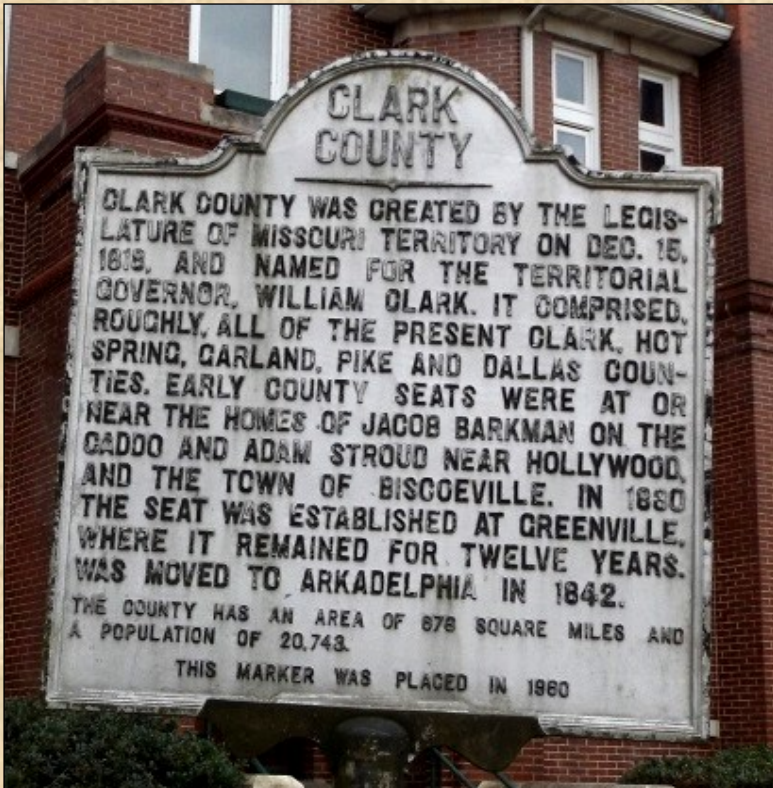 CLARK
COUNTY
CLARK COUNTY WAS CREATED BY THE LEGIS-
LATURE OF MISSOURI TERRITORY ON DEC. 15,
1818, AND NAMED FOR THE TERRITORIAL
GOVERNOR, WILLIAM CLARK. IT COMPRISED,
ROUGHLY, ALL OF THE PRESENT CLARK, HOT
SPRING, GARLAND, PIKE AND DALLAS COUN-
TIES. EARLY COUNTY SEATS WERE AT OR
NEAR THE HOMES OF JACOB BARKMAN ON THE
CADDO AND ADAM STROUD NEAR HOLLYWOOD,
AND THE TOWN OF BISCOEVILLE. IN 1830
THE SEAT WAS ESTABLISHED AT GREENVILLE,
WHERE IT REMAINED FOR TWELVE YEARS.
WAS MOVED TO ARKADELPHIA IN 1842.
THE COUNTY HAS AN AREA OF 878 SQUARE MILES AND
A POPULATION OF 20,743.
THIS MARKER WAS PLACED IN 1960